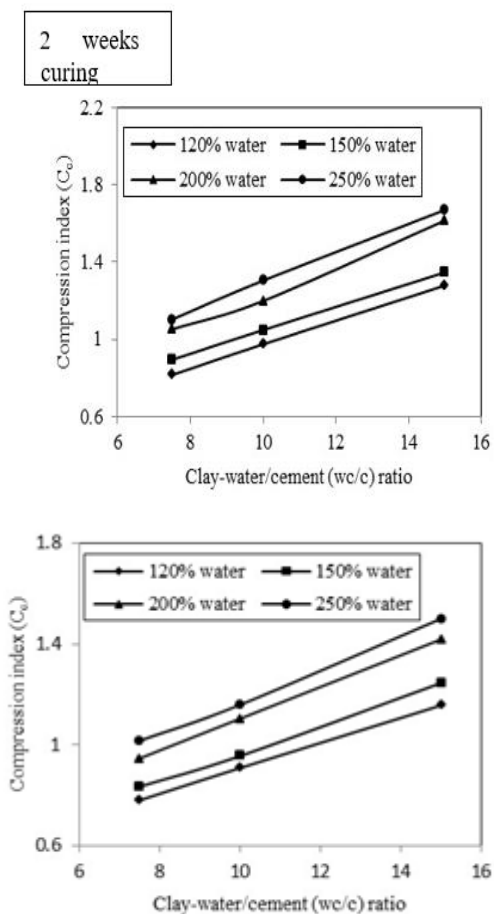 2 weeks
curing
2.2
120% water 150% water
200% water 250% water
1.8
1.4
1
0.6
Compression index (Cc)
6 8 10 12 14 16
Clay-water/cement (wc/c) ratio
1.8
120% water 150% water
200% water 250% water
1.4
1
0.6
Compression index (Cc)
6 8 10 12 14 16
Clay-water/cement (wc/c) ratio